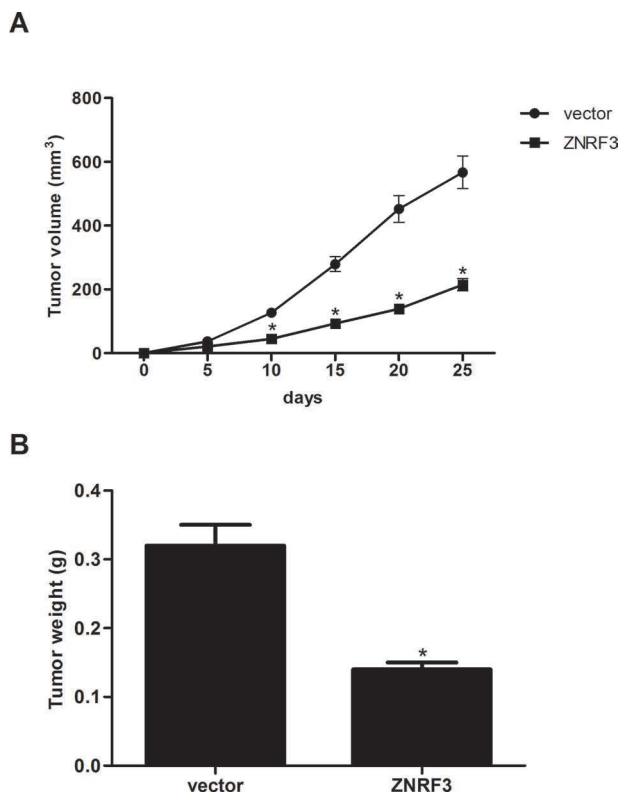 A
Tumor volume (mm³)
800
600
400
200
0
0 5 10 15 20 25
days
vector
ZNRF3
*
*
*
*
B
Tumor weight (g)
0.4
0.3
0.2
0.1
0.0
*
vector ZNRF3